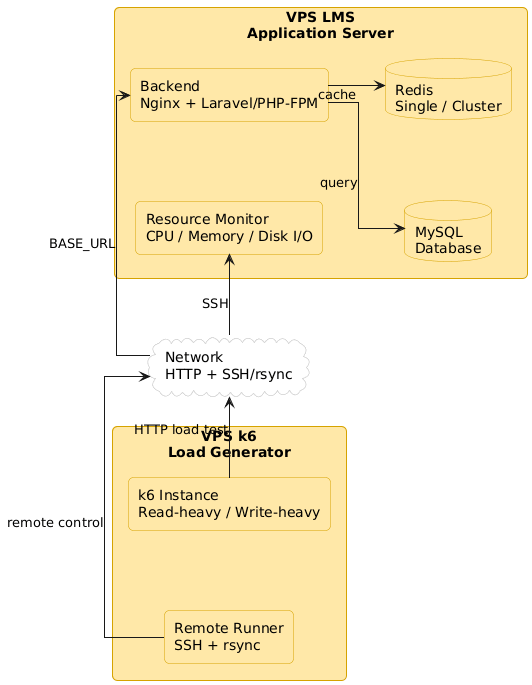 VPS LMS
Application Server
Backend
Nginx + Laravel/PHP-FPM
cache
Redis
Single / Cluster
query
Resource Monitor
CPU / Memory / Disk I/O
MySQL
Database
BASE_URL
SSH
Network
HTTP + SSH/rsync
HTTP load test
VPS k6
Load Generator
k6 Instance
Read-heavy / Write-heavy
remote control
Remote Runner
SSH + rsync